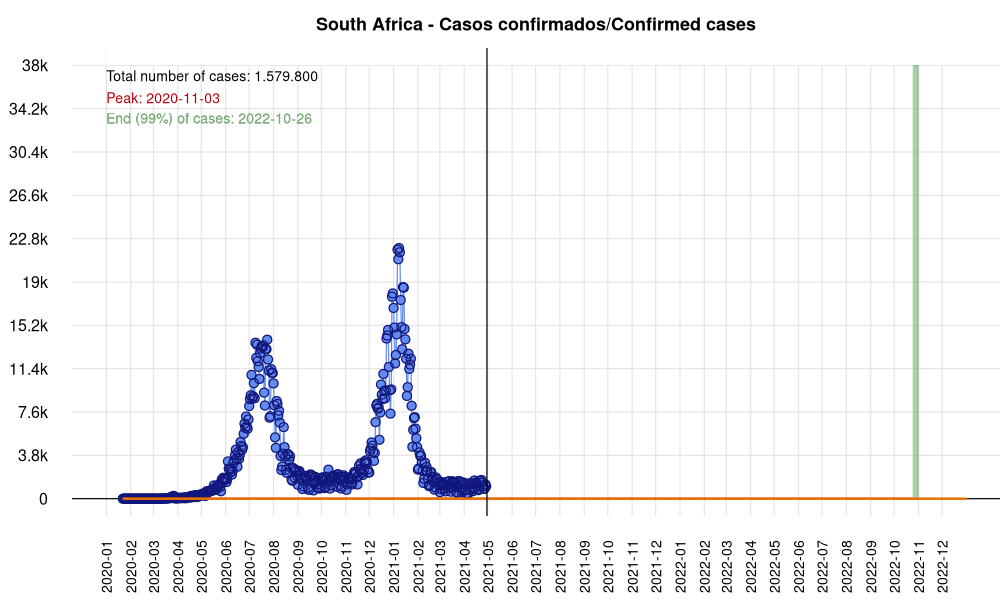 South Africa - Casos confirmados/Confirmed cases
Total number of cases: 1.579.800
Peak: 2020-11-03
End (99%) of cases: 2022-10-26
38k
34.2k
30.4k
26.6k
22.8k
19k
15.2k
11.4k
7.6k
3.8k
0
2020-01
2020-02
2020-03
2020-04
2020-05
2020-06
2020-07
2020-08
2020-09
2020-10
2020-11
2020-12
2021-01
2021-02
2021-03
2021-04
2021-05
2021-06
2021-07
2021-08
2021-09
2021-10
2021-11
2021-12
2022-01
2022-02
2022-03
2022-04
2022-05
2022-06
2022-07
2022-08
2022-09
2022-10
2022-11
2022-12